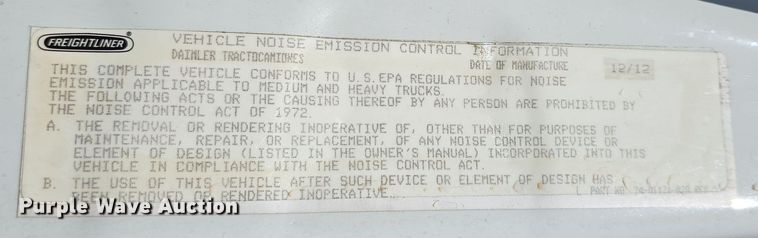 FREIGHTLINER
VEHICLE NOISE EMISSION CONTROL INFORMATION
DAIMLER TRACTOCAMIONES DATE OF MANUFACTURE 12/12
THIS COMPLETE VEHICLE CONFORMS TO U.S.EPA REGULATIONS FOR NOISE
EMISSION APPLICABLE TO MEDIUM AND HEAVY TRUCKS.
THE FOLLOWING ACTS OR THE CAUSING THEREOF BY ANY PERSON ARE PROHIBITED BY
THE NOISE CONTROL ACT OF 1972.
A. THE REMOVAL OR RENDERING INOPERATIVE OF, OTHER THAN FOR PURPOSES OF
MAINTENANCE, REPAIR, OR REPLACEMENT, OF ANY NOISE CONTROL DEVICE OR
ELEMENT OF DESIGN (LISTED IN THE OWNER'S MANUAL) INCORPORATED INTO THIS
VEHICLE IN COMPLIANCE WITH THE NOISE CONTROL ACT.
B. THE USE OF THIS VEHICLE AFTER SUCH DEVICE OR ELEMENT OF DESIGN HAS
BEEN REMOVED OR RENDERED INOPERATIVE. PART NO.
Purple Wave Auction